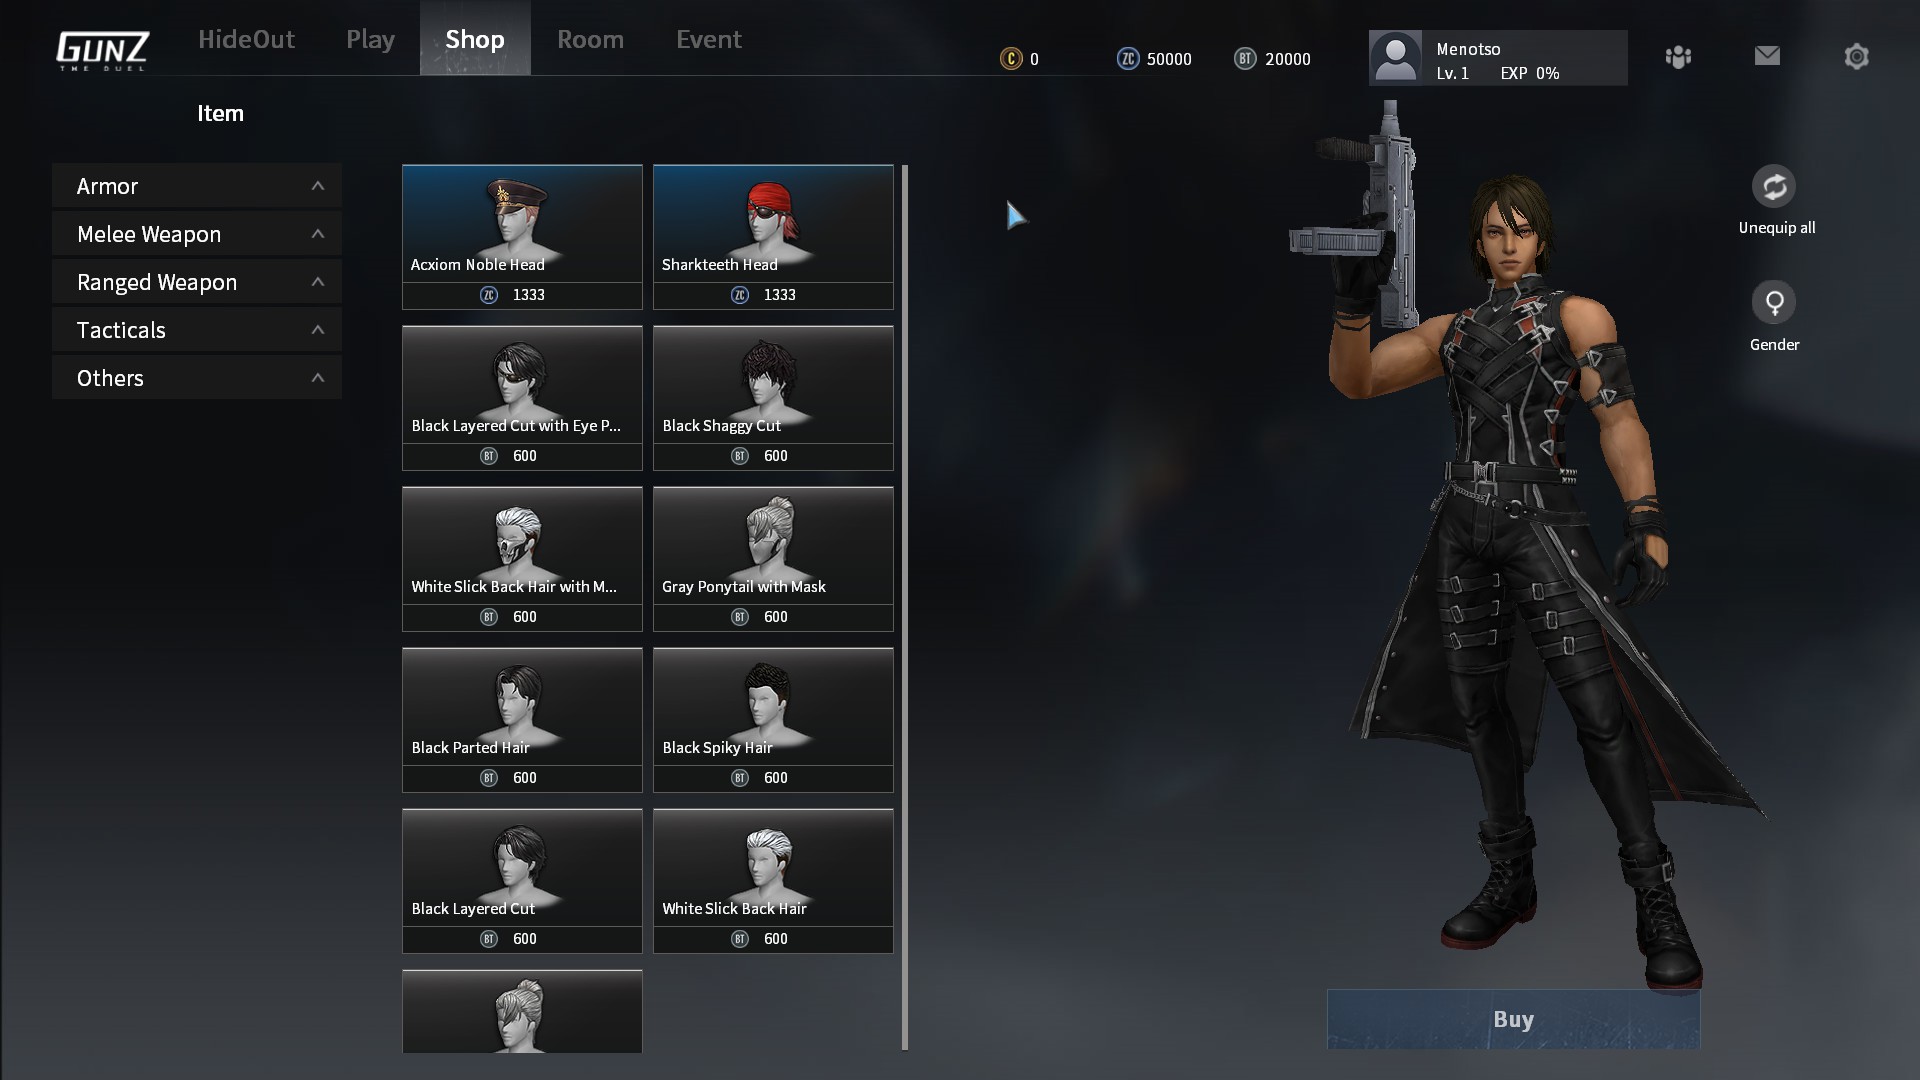 GUNZ
THE DUEL
HideOut
Play
Shop
Room
Event
C 0
ZC 50000
BT 20000
Menotso
Lv. 1 EXP 0%
Item
Armor
Melee Weapon
Ranged Weapon
Tacticals
Others
Acxiom Noble Head
ZC 1333
Sharkteeth Head
ZC 1333
Black Layered Cut with Eye P...
BT 600
Black Shaggy Cut
BT 600
White Slick Back Hair with M...
BT 600
Gray Ponytail with Mask
BT 600
Black Parted Hair
BT 600
Black Spiky Hair
BT 600
Black Layered Cut
BT 600
White Slick Back Hair
BT 600
Unequip all
Gender
Buy